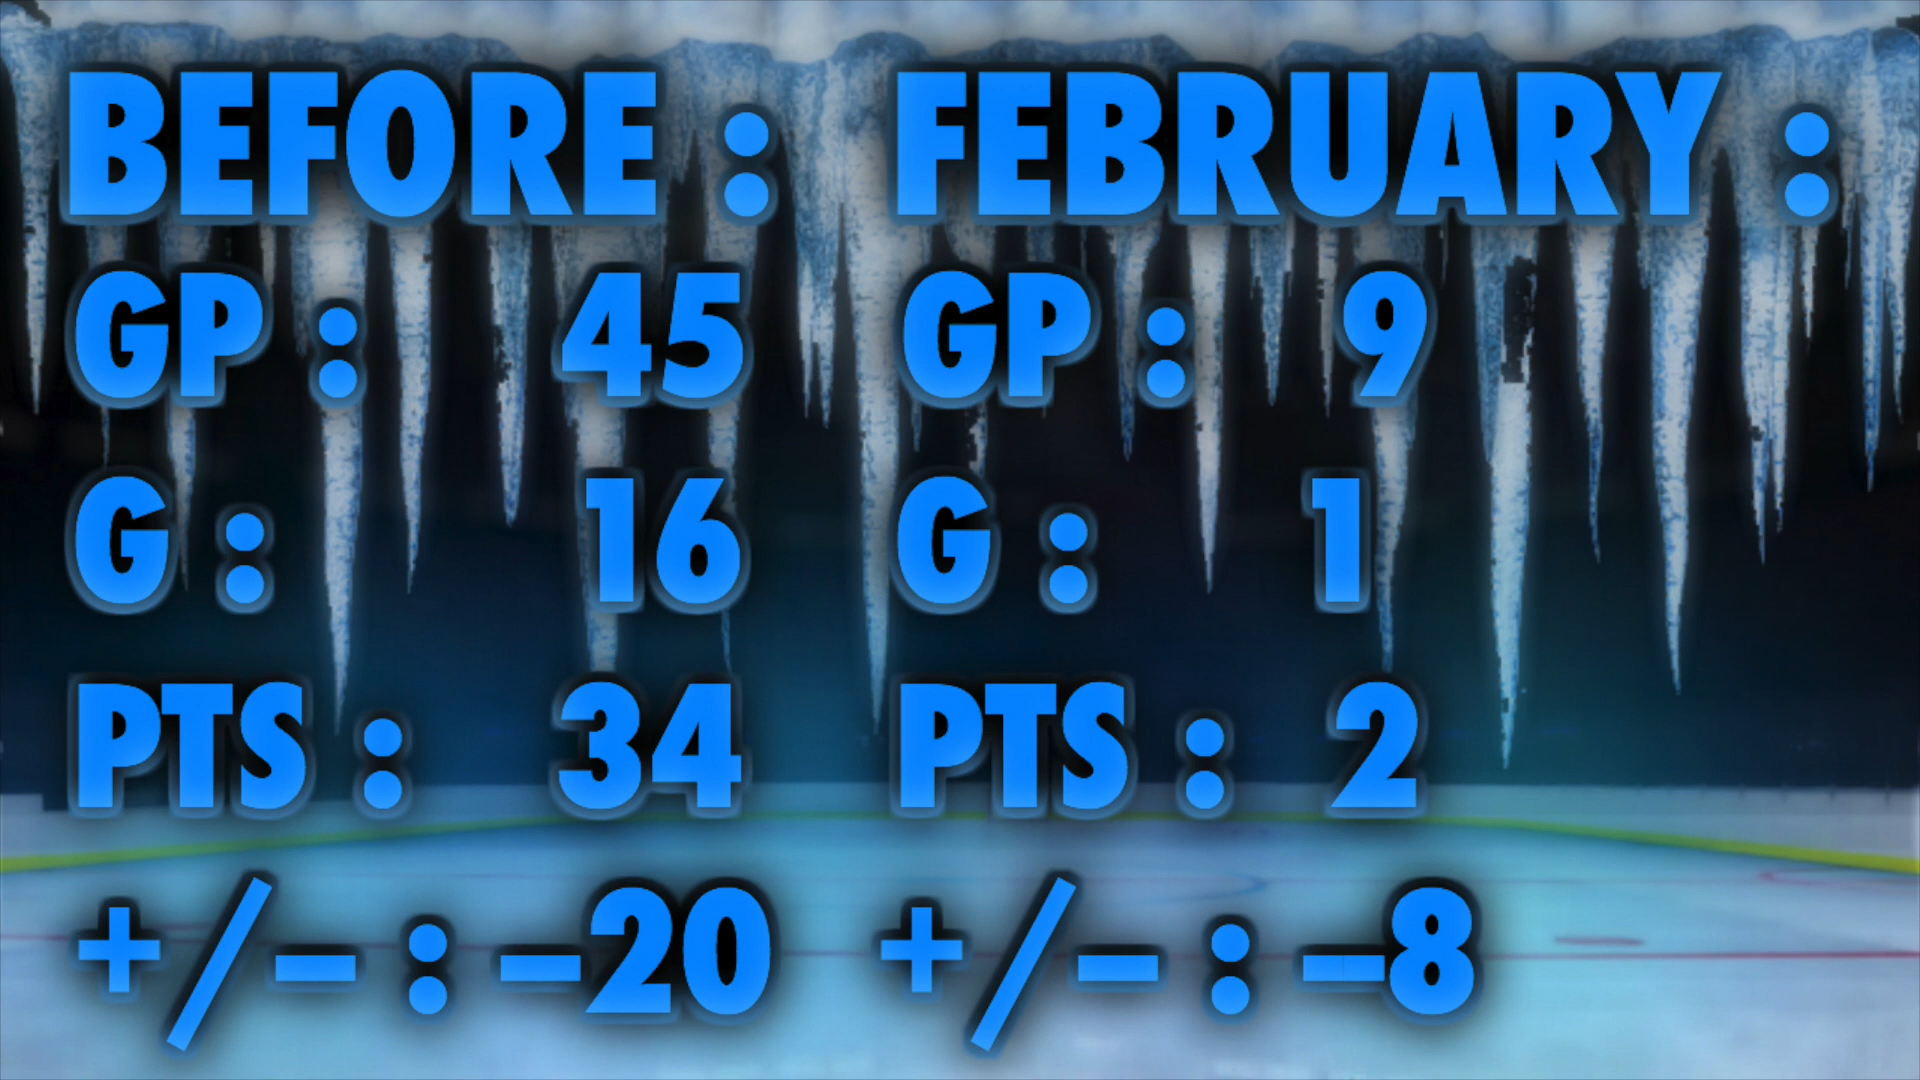 BEFORE : FEBRUARY :
GP : 45 GP : 9
G : 16 G : 1
PTS : 34 PTS : 2
+/- : -20 +/- : -8